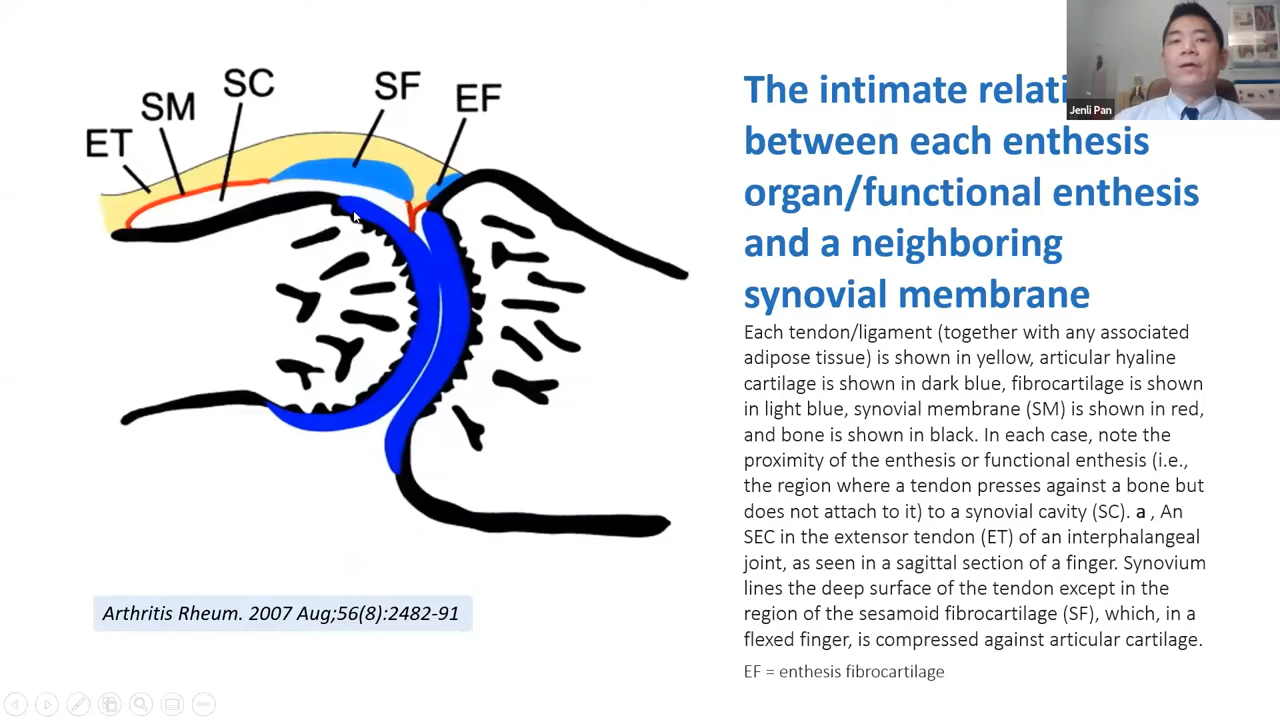 SC
SF
EF
SM
ET
Jenli Pan
The intimate relati
between each enthesis
organ/functional enthesis
and a neighboring
synovial membrane
Each tendon/ligament (together with any associated
adipose tissue) is shown in yellow, articular hyaline
cartilage is shown in dark blue, fibrocartilage is shown
in light blue, synovial membrane (SM) is shown in red,
and bone is shown in black. In each case, note the
proximity of the enthesis or functional enthesis (i.e.,
the region where a tendon presses against a bone but
does not attach to it) to a synovial cavity (SC). a , An
SEC in the extensor tendon (ET) of an interphalangeal
joint, as seen in a sagittal section of a finger. Synovium
lines the deep surface of the tendon except in the
region of the sesamoid fibrocartilage (SF), which, in a
flexed finger, is compressed against articular cartilage.
EF = enthesis fibrocartilage
Arthritis Rheum. 2007 Aug;56(8):2482-91